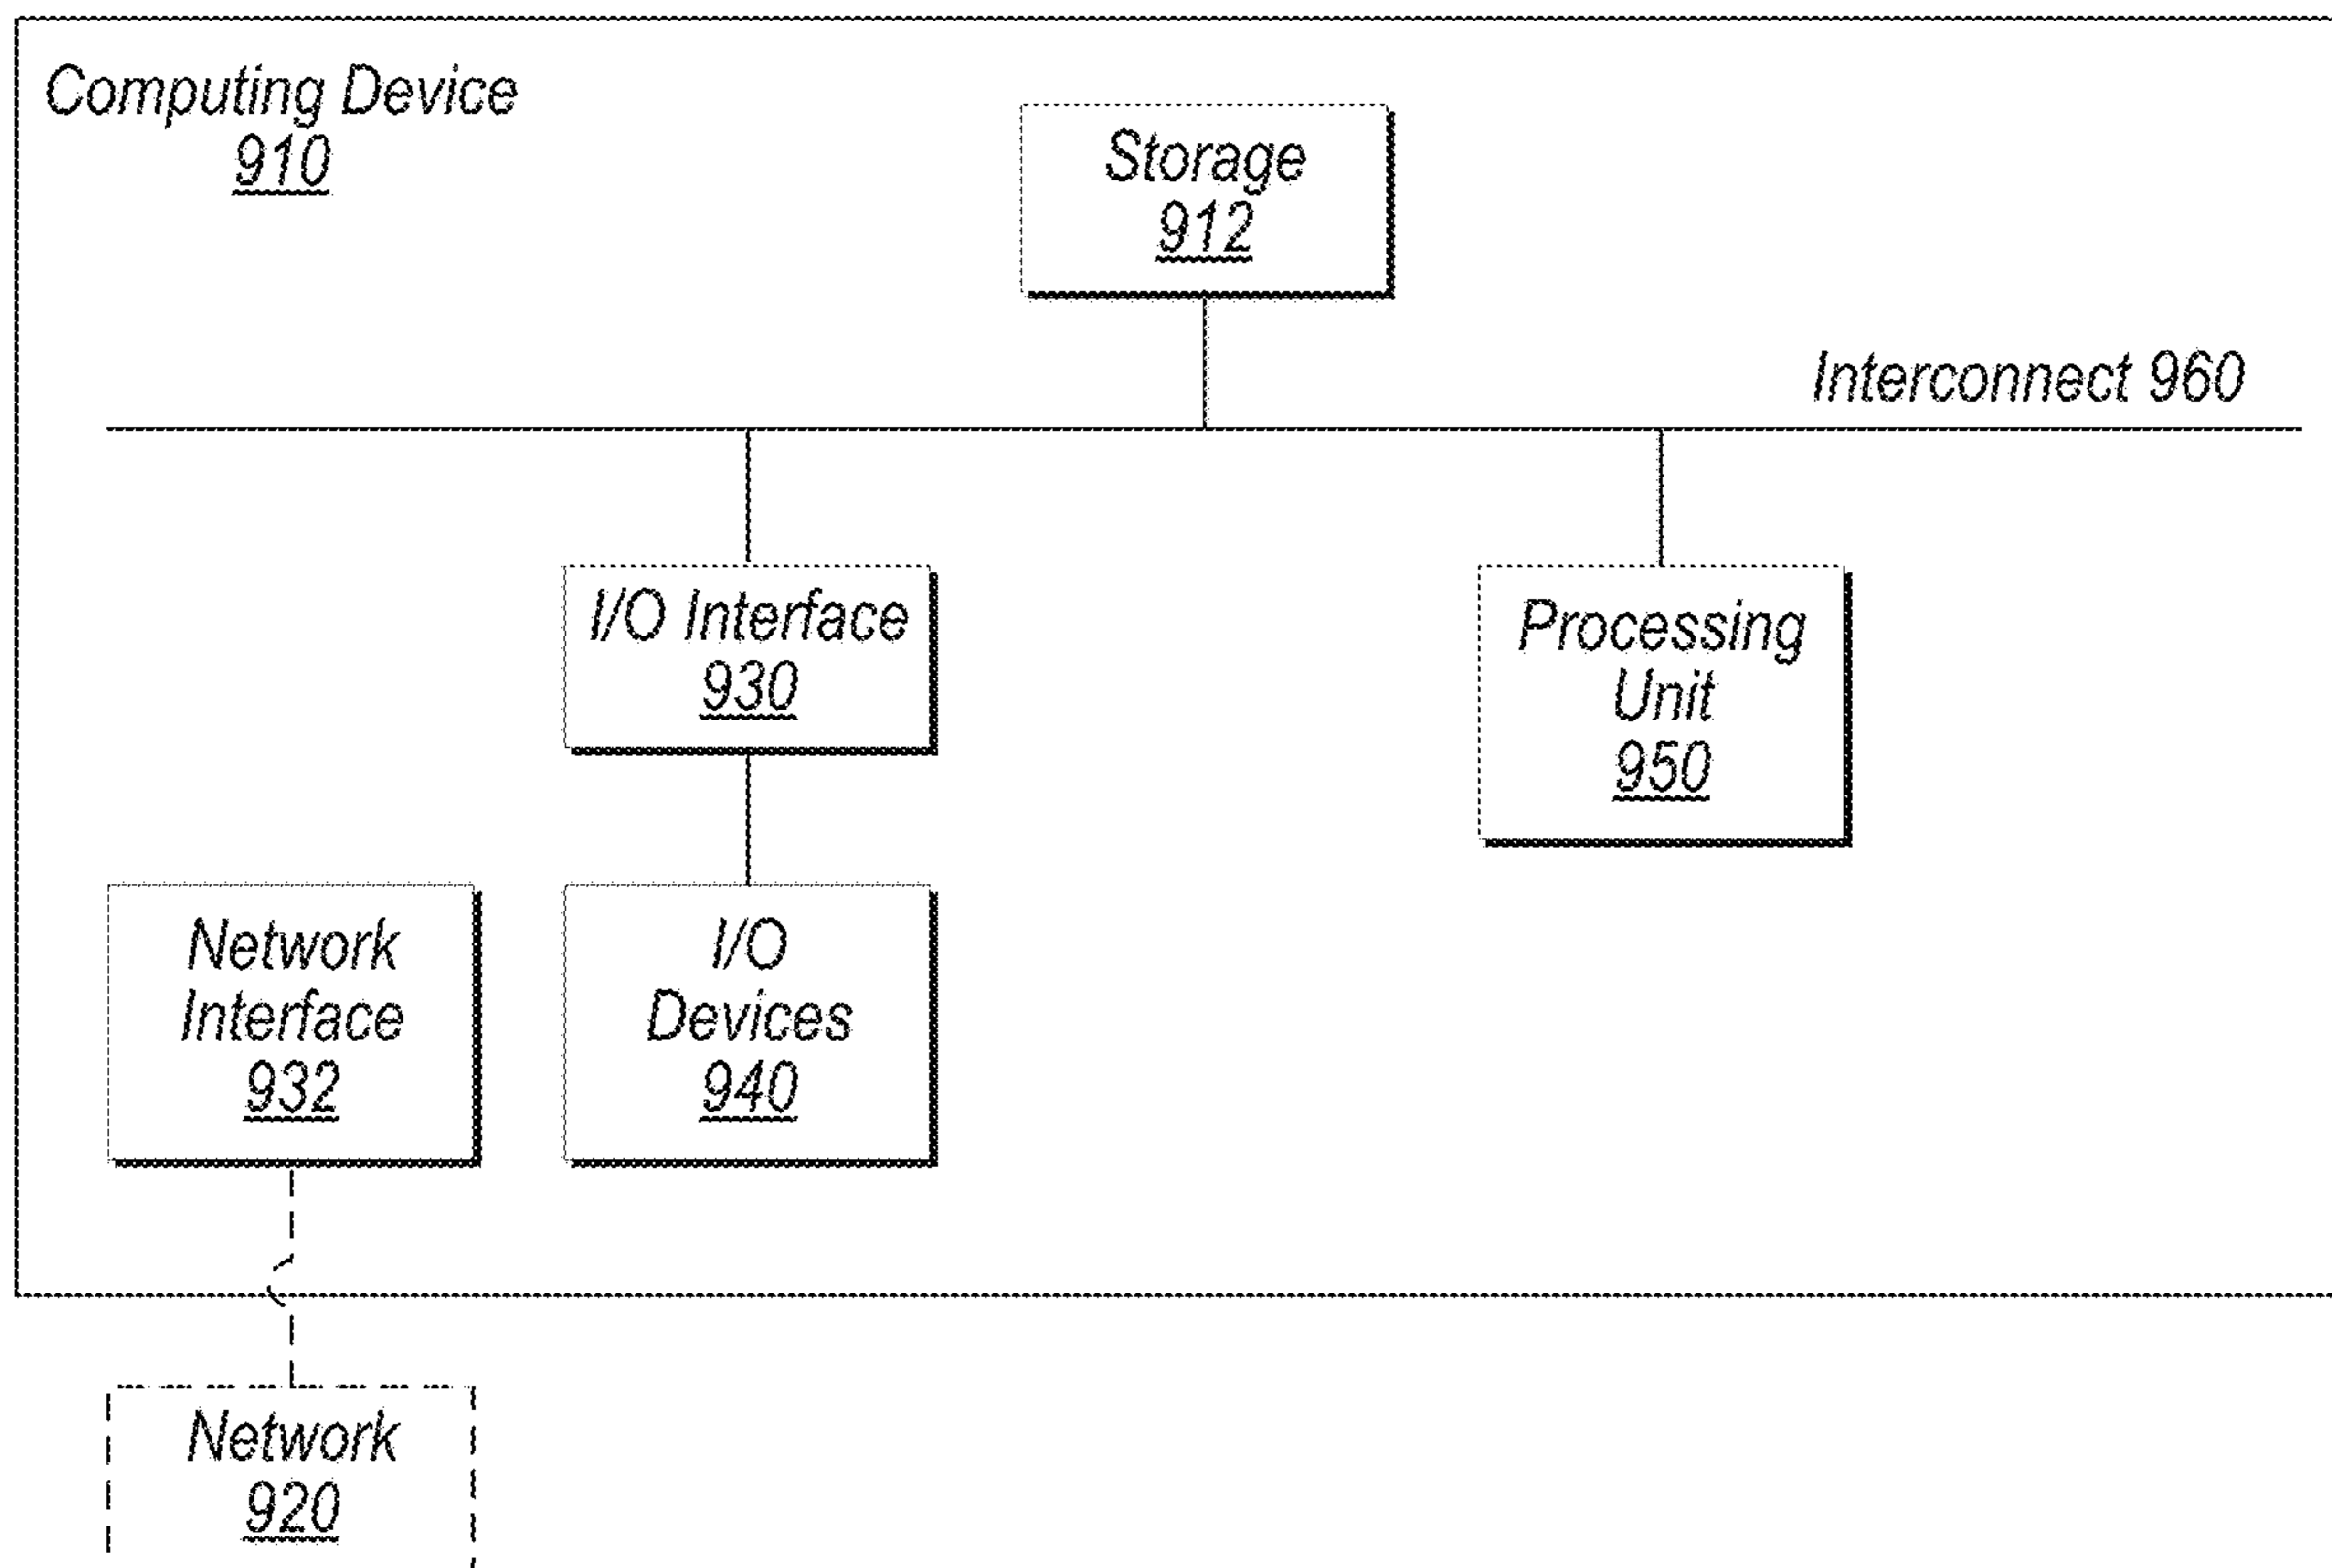 Computing Device
910
Storage
912
Interconnect 960
I/O Interface
930
Processing
Unit
950
Network
Interface
932
I/O
Devices
940
Network
920